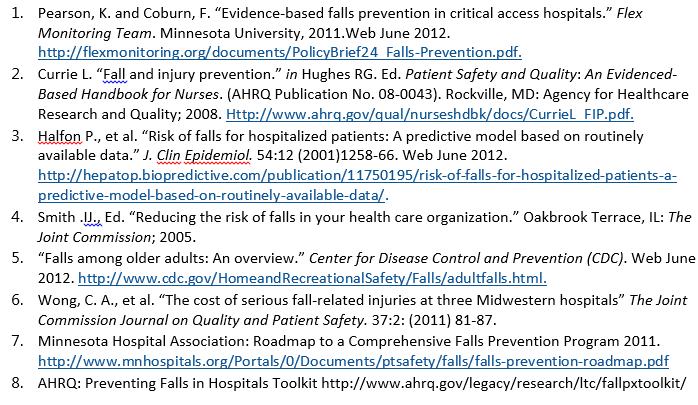 1. Pearson, K. and Coburn, F. “Evidence-based falls prevention in critical access hospitals.” Flex
Monitoring Team. Minnesota University, 2011.Web June 2012.
http://flexmonitoring.org/documents/PolicyBrief24_Falls-Prevention.pdf.
2. Currie L. “Fall and injury prevention.” in Hughes RG. Ed. Patient Safety and Quality: An Evidenced-
Based Handbook for Nurses. (AHRQ Publication No. 08-0043). Rockville, MD: Agency for Healthcare
Research and Quality; 2008. Http://www.ahrq.gov/qual/nurseshdbk/docs/CurrieL_FIP.pdf.
3. Halfon P., et al. “Risk of falls for hospitalized patients: A predictive model based on routinely
available data.” J. Clin Epidemiol. 54:12 (2001)1258-66. Web June 2012.
http://hepatop.biopredictive.com/publication/11750195/risk-of-falls-for-hospitalized-patients-a-
predictive-model-based-on-routinely-available-data/.
4. Smith .IJ., Ed. “Reducing the risk of falls in your health care organization.” Oakbrook Terrace, IL: The
Joint Commission; 2005.
5. “Falls among older adults: An overview.” Center for Disease Control and Prevention (CDC). Web June
2012. http://www.cdc.gov/HomeandRecreationalSafety/Falls/adultfalls.html.
6. Wong, C. A., et al. “The cost of serious fall-related injuries at three Midwestern hospitals” The Joint
Commission Journal on Quality and Patient Safety. 37:2: (2011) 81-87.
7. Minnesota Hospital Association: Roadmap to a Comprehensive Falls Prevention Program 2011.
http://www.mnhospitals.org/Portals/0/Documents/ptsafety/falls/falls-prevention-roadmap.pdf
8. AHRQ: Preventing Falls in Hospitals Toolkit http://www.ahrq.gov/legacy/research/ltc/fallpxtoolkit/